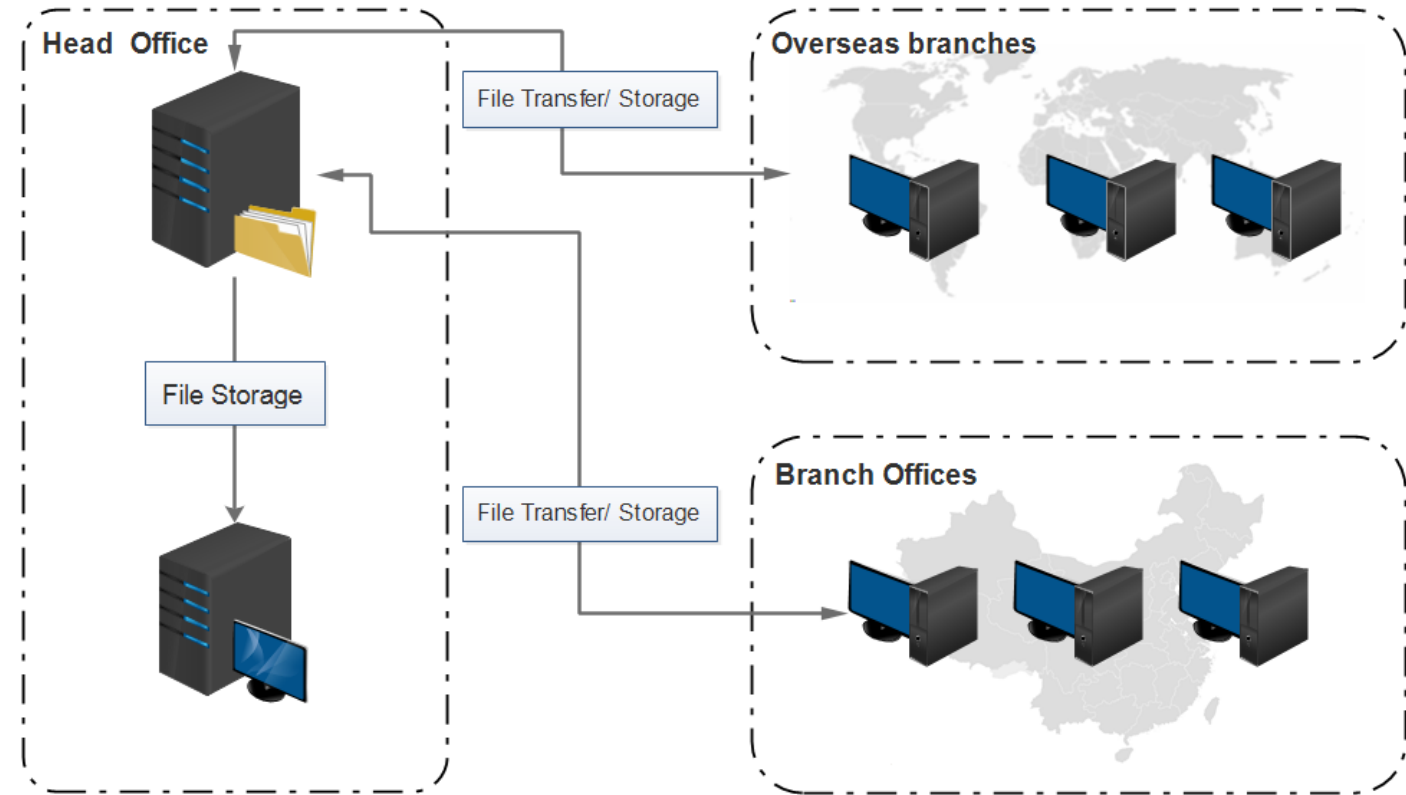 Head Office
Overseas branches
File Transfer/ Storage
File Storage
Branch Offices
File Transfer/ Storage